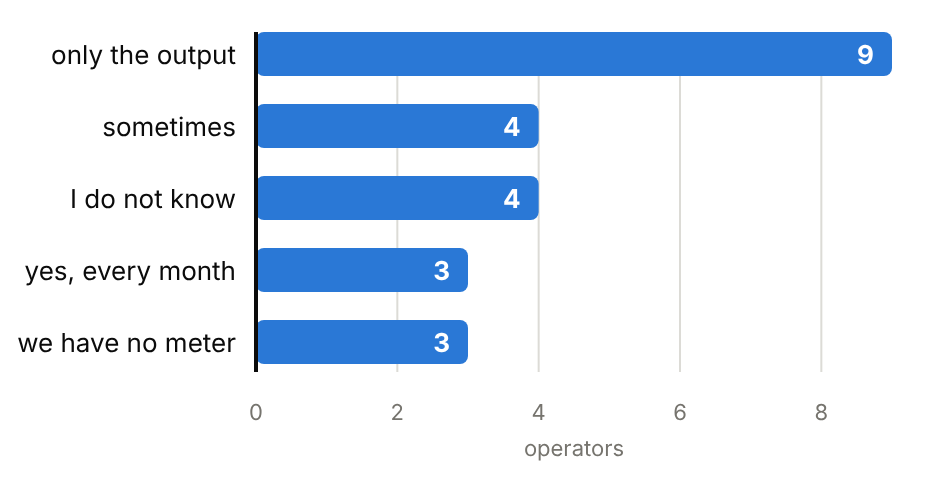 only the output 9
sometimes 4
I do not know 4
yes, every month 3
we have no meter 3
0 2 4 6 8
operators